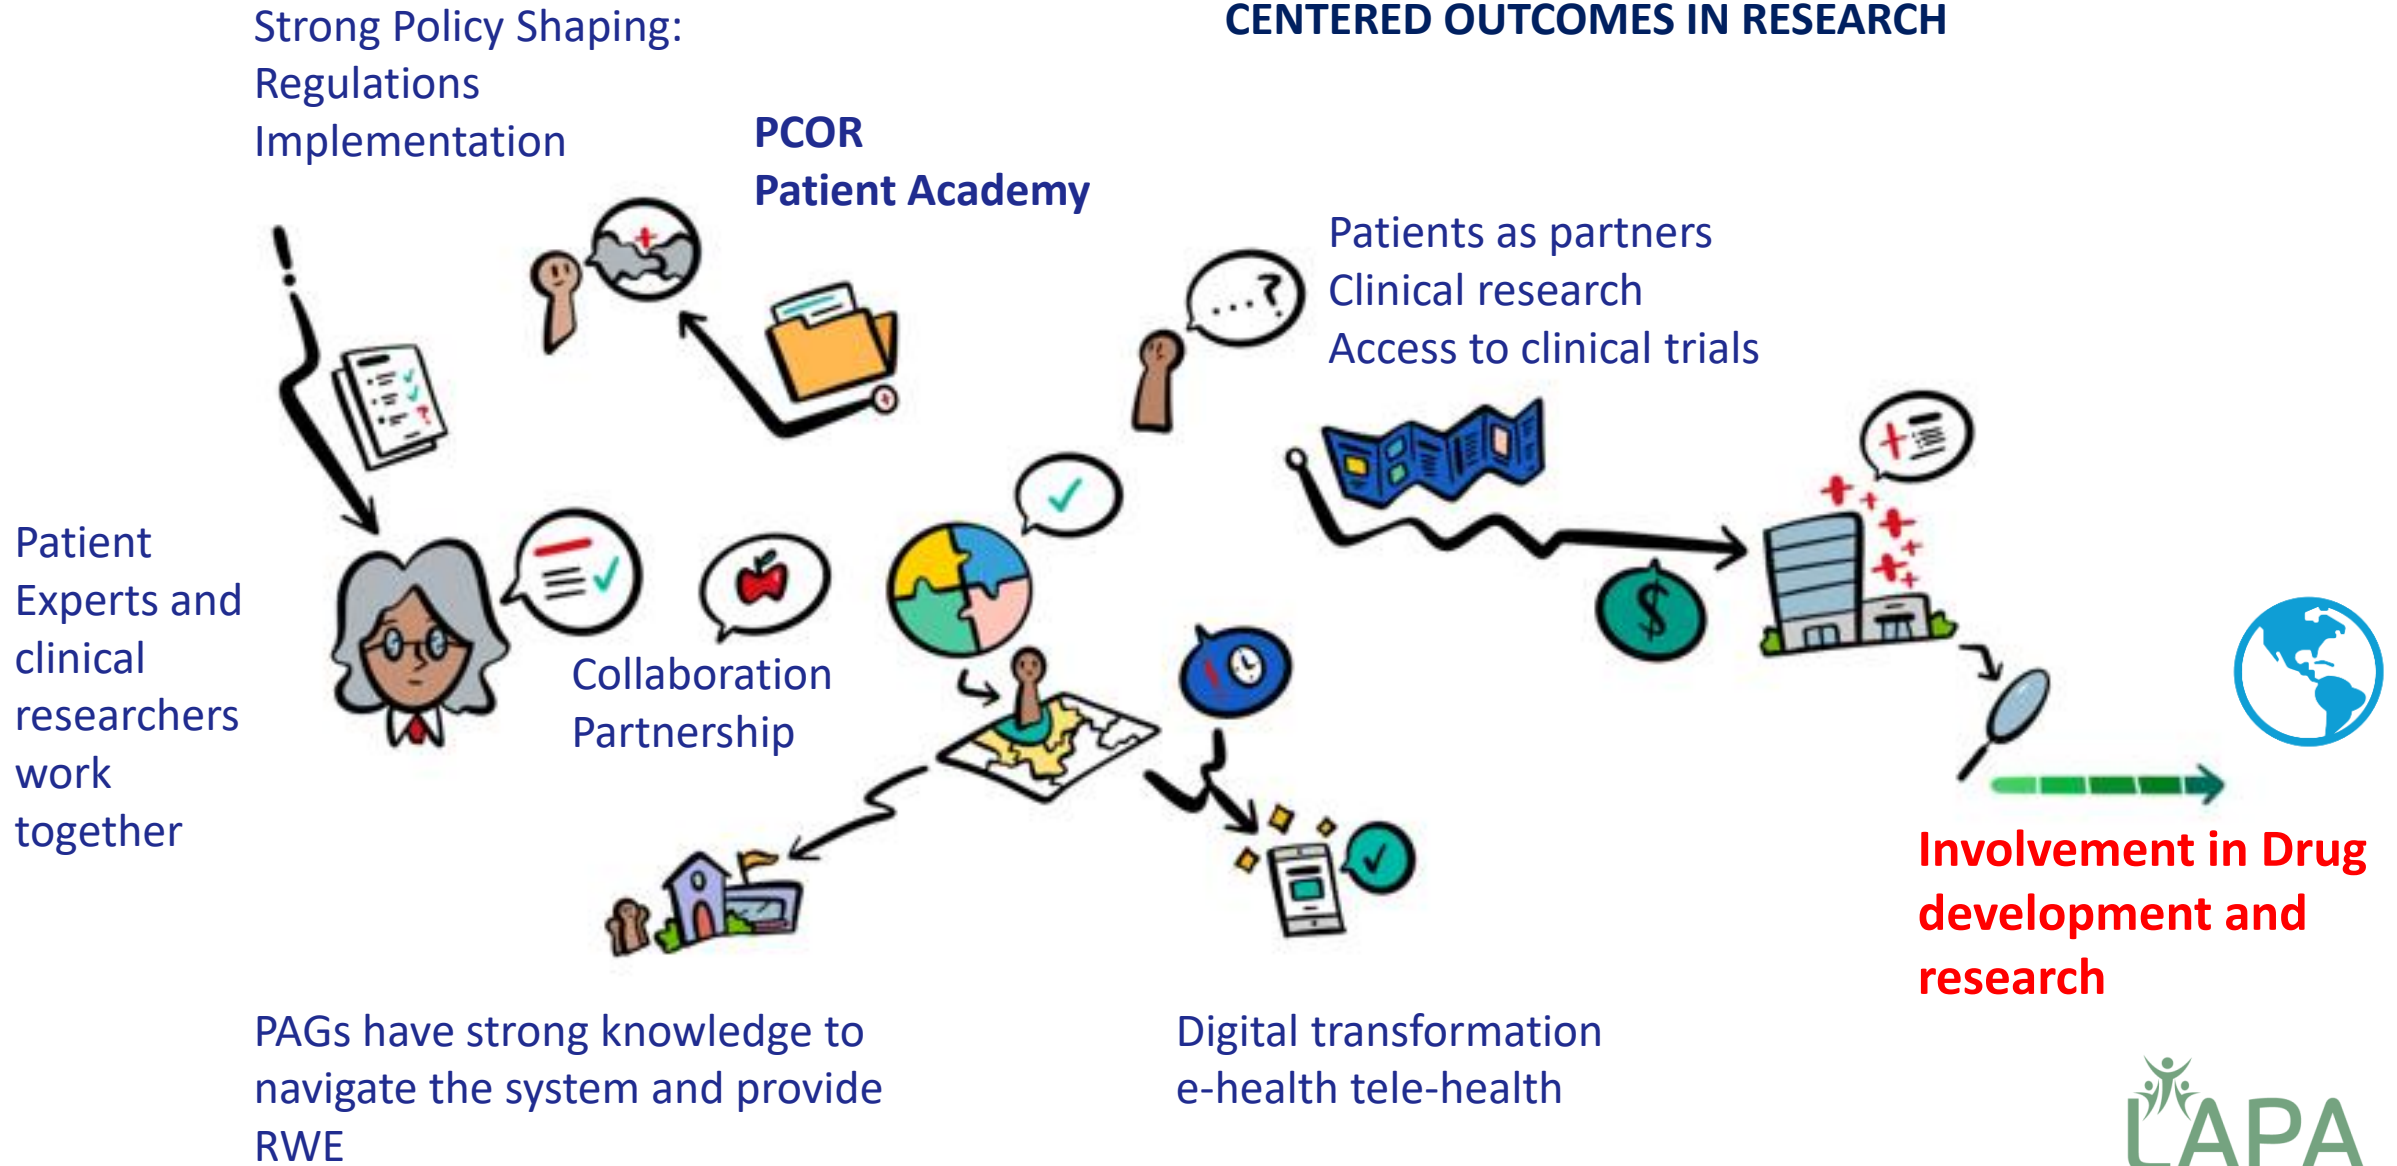 CENTERED OUTCOMES IN RESEARCH
Strong Policy Shaping:
Regulations
Implementation
PCOR
Patient Academy
Patients as partners
Clinical research
Access to clinical trials
Patient
Experts and
clinical
researchers
work
together
Collaboration
Partnership
$
Involvement in Drug
development and
research
PAGs have strong knowledge to
navigate the system and provide
RWE
Digital transformation
e-health tele-health
LAPA